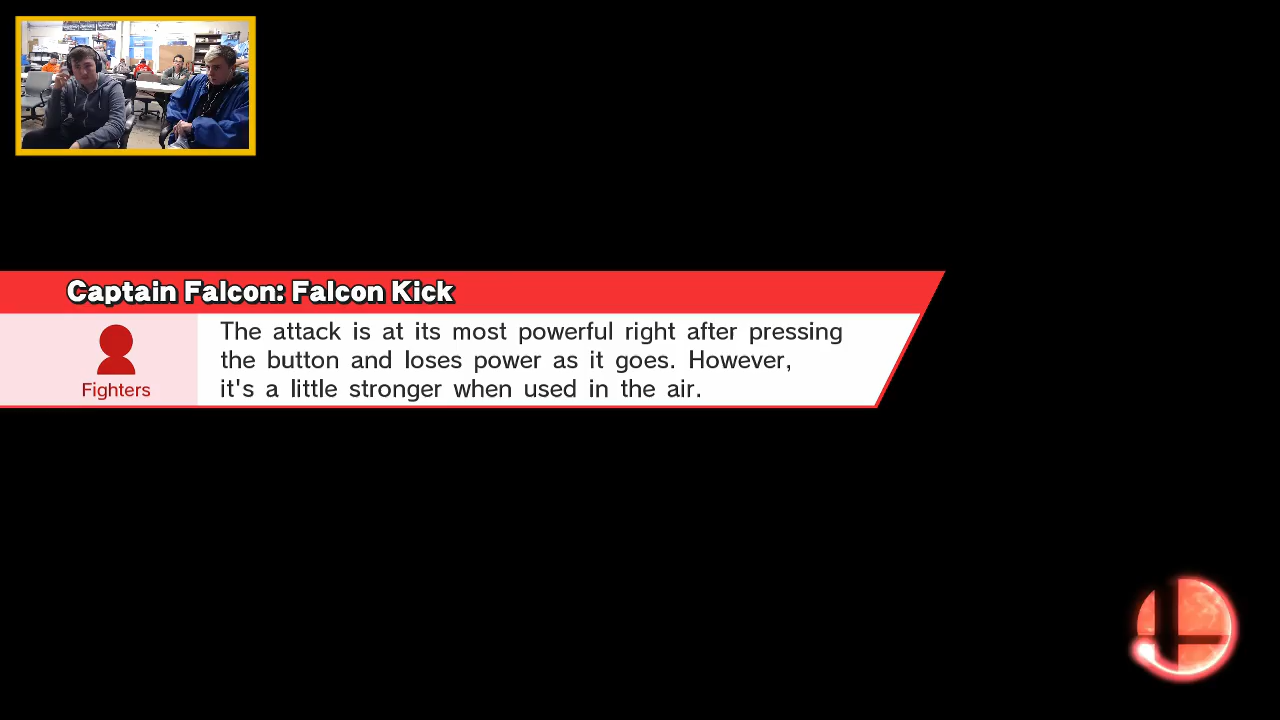 Captain Falcon: Falcon Kick
The attack is at its most powerful right after pressing
the button and loses power as it goes. However,
it's a little stronger when used in the air.
Fighters